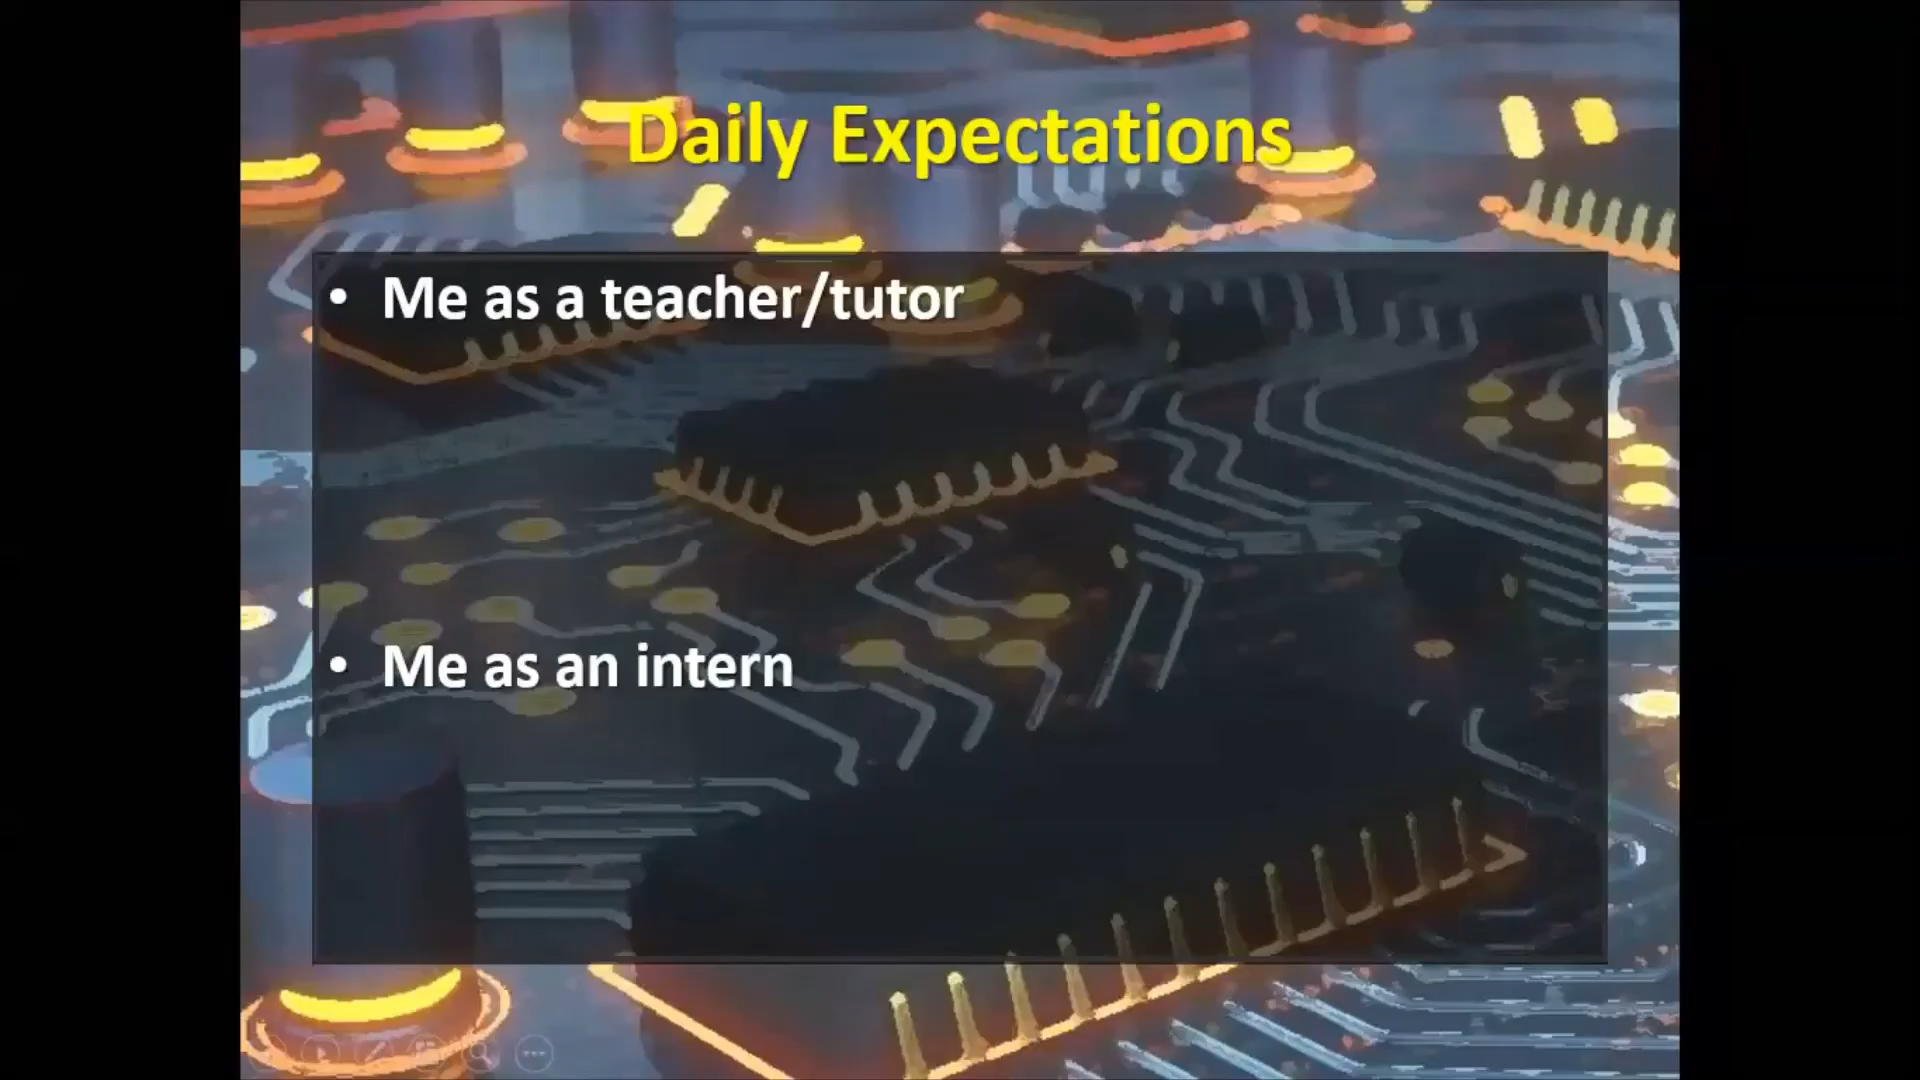 Daily Expectations
• Me as a teacher/tutor
• Me as an intern